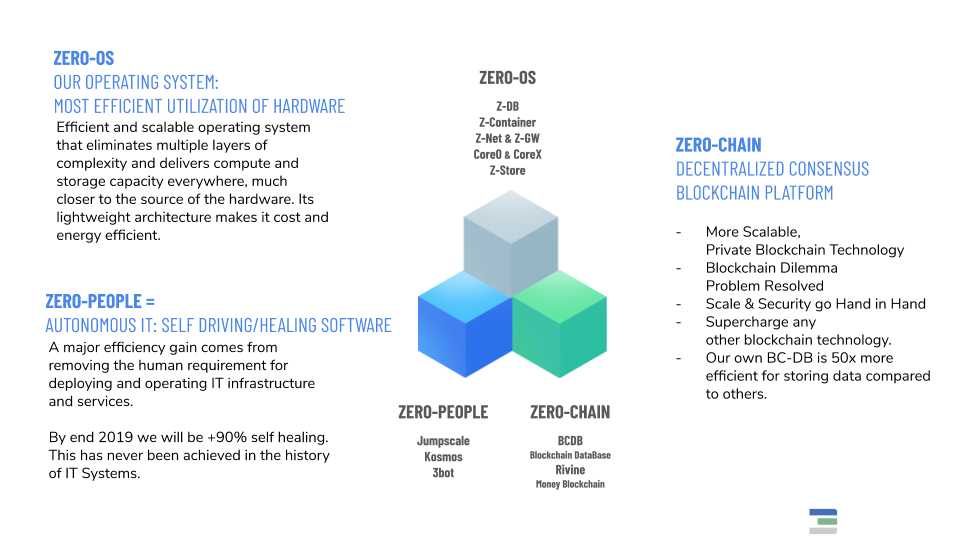 ZERO-OS
OUR OPERATING SYSTEM:
MOST EFFICIENT UTILIZATION OF HARDWARE
Efficient and scalable operating system
that eliminates multiple layers of
complexity and delivers compute and
storage capacity everywhere, much
closer to the source of the hardware. Its
lightweight architecture makes it cost and
energy efficient.
ZERO-PEOPLE =
AUTONOMOUS IT: SELF DRIVING/HEALING SOFTWARE
A major efficiency gain comes from
removing the human requirement for
deploying and operating IT infrastructure
and services.
By end 2019 we will be +90% self healing.
This has never been achieved in the history
of IT Systems.
ZERO-OS
Z-DB
Z-Container
Z-Net & Z-GW
Core0 & CoreX
Z-Store
ZERO-PEOPLE
Jumpscale
Kosmos
3bot
ZERO-CHAIN
BCDB
Blockchain DataBase
Rivine
Money Blockchain
ZERO-CHAIN
DECENTRALIZED CONSENSUS
BLOCKCHAIN PLATFORM
- More Scalable,
Private Blockchain Technology
- Blockchain Dilemma
Problem Resolved
- Scale & Security go Hand in Hand
- Supercharge any
other blockchain technology.
- Our own BC-DB is 50x more
efficient for storing data compared
to others.